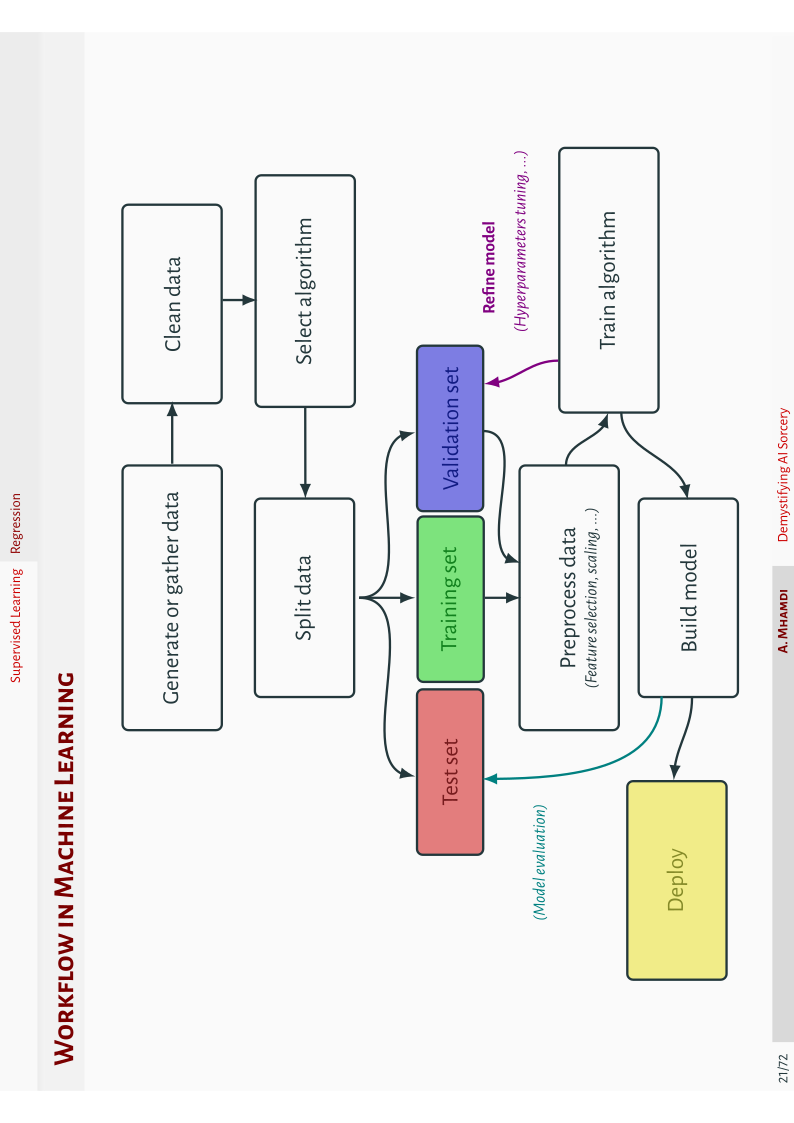 Supervised Learning Regression
WORKFLOW IN MACHINE LEARNING
Generate or gather data
Clean data
Split data
Select algorithm
Test set
Training set
Validation set
Refine model
(Hyperparameters tuning, …)
(Model evaluation)
Preprocess data
(Feature selection, scaling, …)
Train algorithm
Deploy
Build model
21/72
A. MHAMDI
Demystifying AI Sorcery